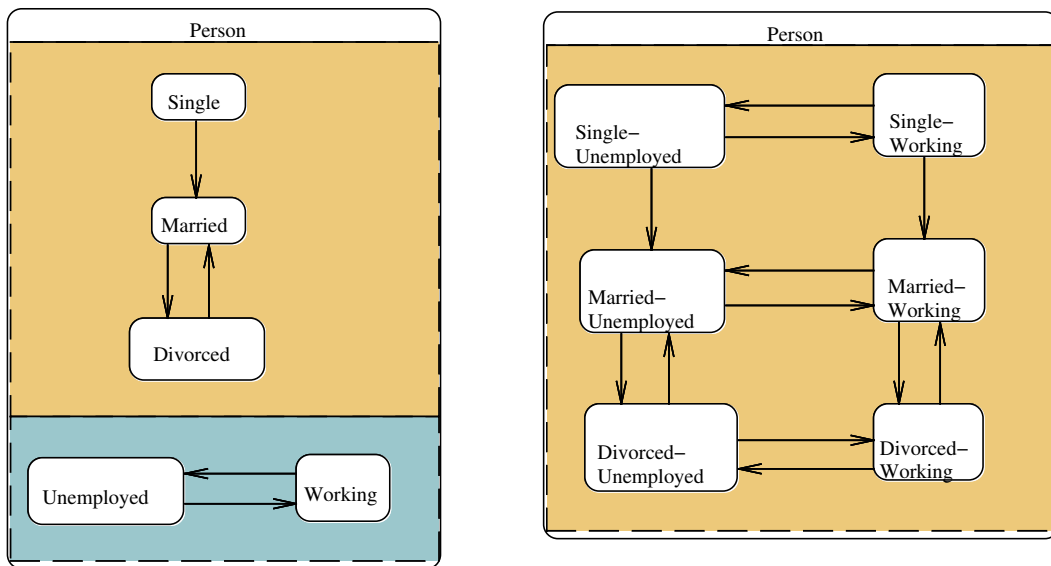 Person
Single
Married
Divorced
Unemployed
Working
Person
Single−
Unemployed
Single−
Working
Married−
Unemployed
Married−
Working
Divorced−
Unemployed
Divorced−
Working